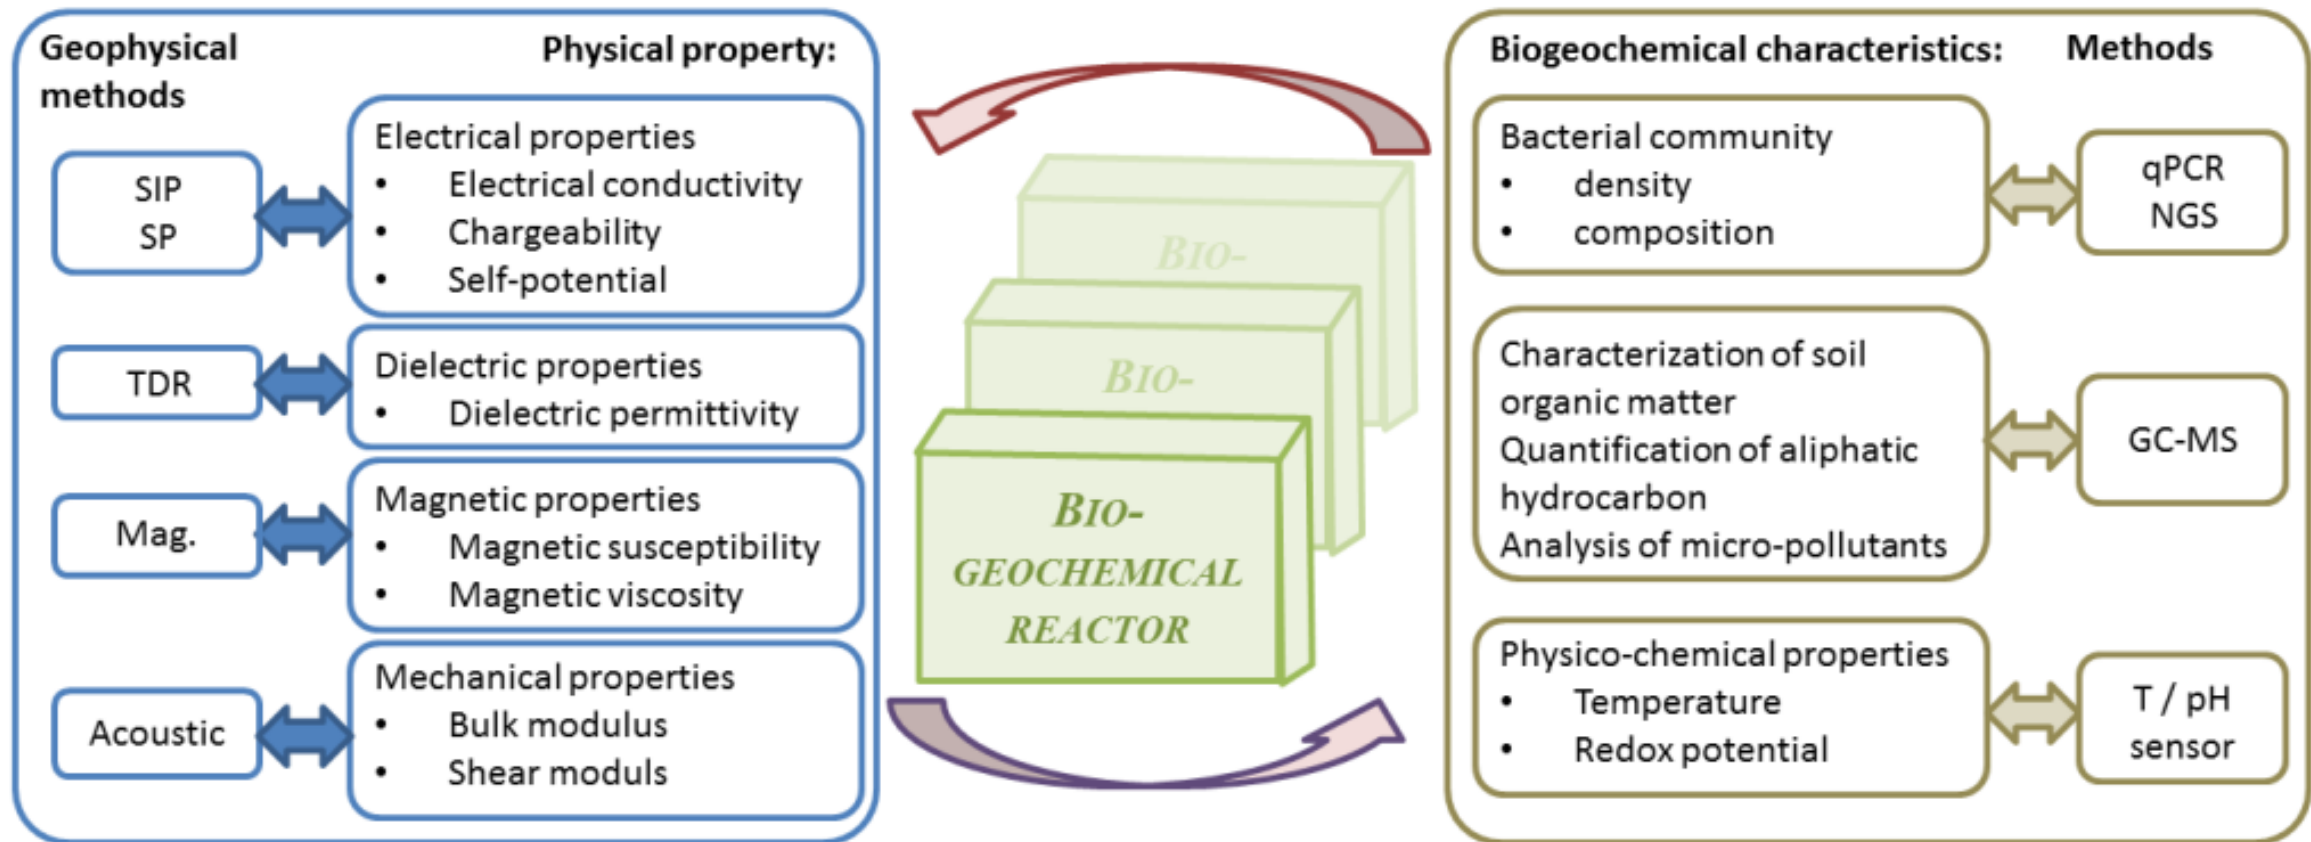 Geophysical
methods
Physical property:
SIP
SP
Electrical properties
• Electrical conductivity
• Chargeability
• Self-potential
TDR
Dielectric properties
• Dielectric permittivity
Mag.
Magnetic properties
• Magnetic susceptibility
• Magnetic viscosity
Acoustic
Mechanical properties
• Bulk modulus
• Shear moduls
BIO-
BIO-
BIO-
GEOCHEMICAL
REACTOR
Biogeochemical characteristics:
Methods
Bacterial community
• density
• composition
qPCR
NGS
Characterization of soil
organic matter
Quantification of aliphatic
hydrocarbon
Analysis of micro-pollutants
GC-MS
Physico-chemical properties
• Temperature
• Redox potential
T / pH
sensor